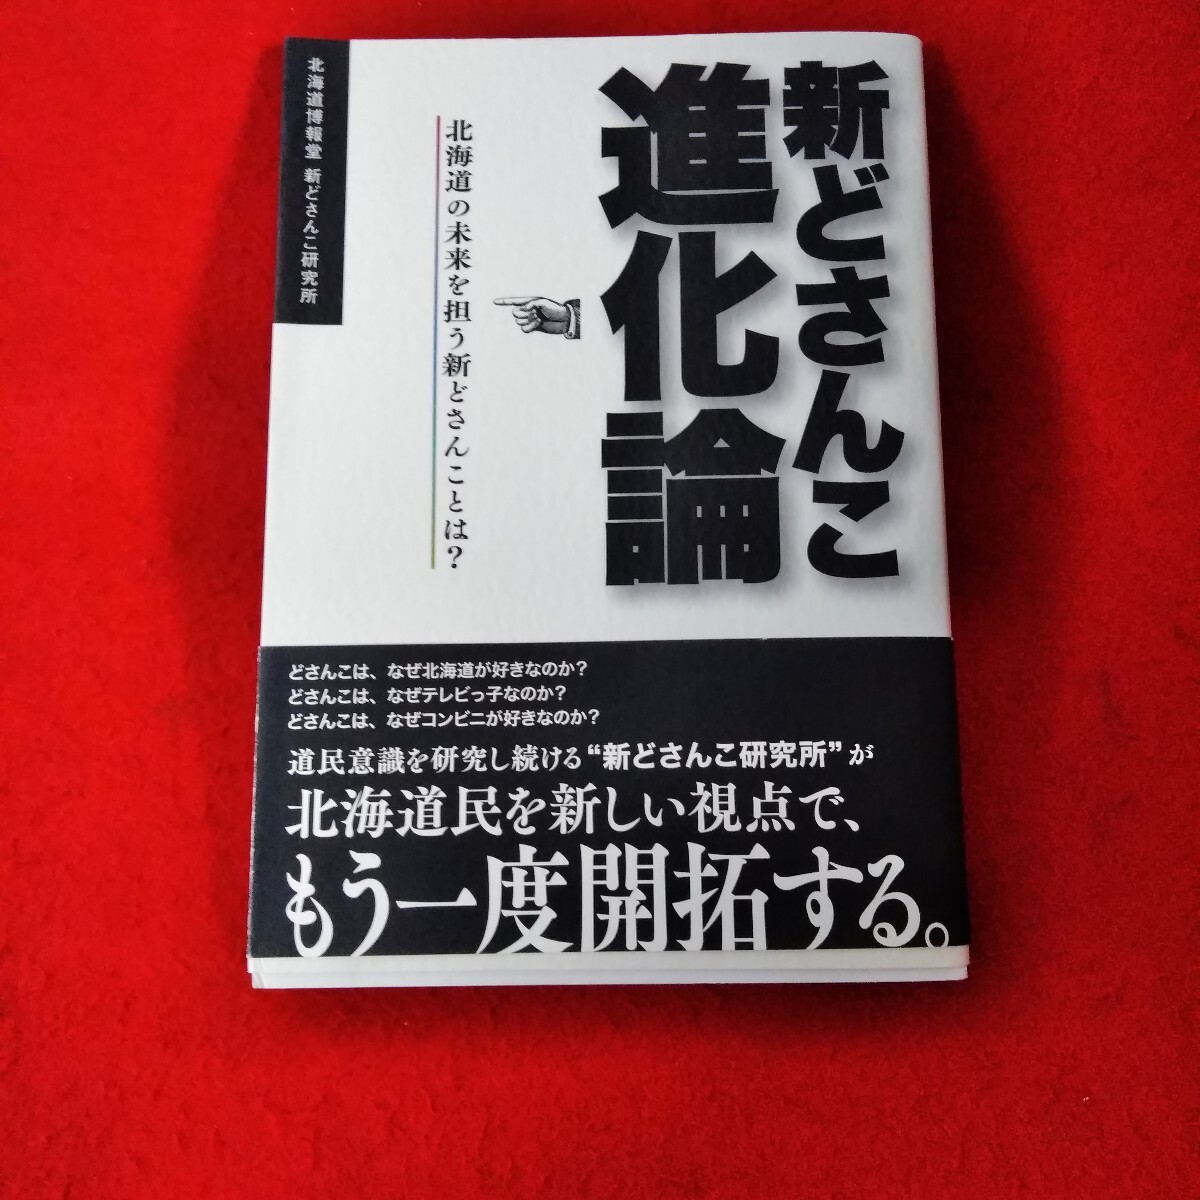 新どさんこ
進化論
北海道の未来を担う新どさんことは?
北海道博報堂 新どさんこ研究所
どさんこは、なぜ北海道が好きなのか?
どさんこは、なぜテレビっ子なのか?
どさんこは、なぜコンビニが好きなのか?
道民意識を研究し続ける“新どさんこ研究所”が
北海道民を新しい視点で、
もう一度開拓する。